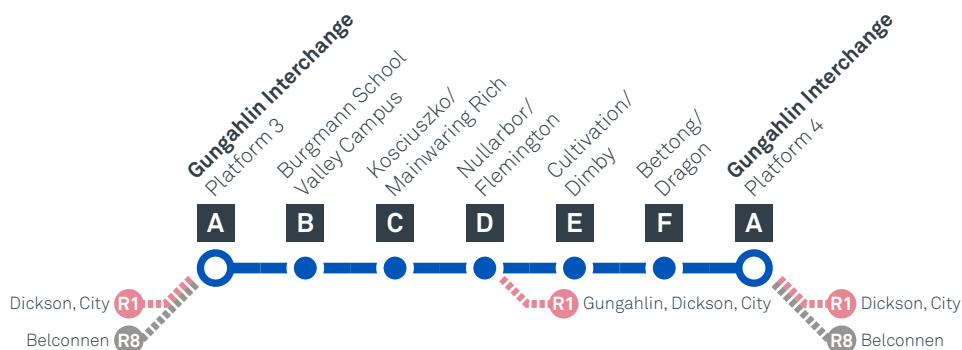 Gungahlin Interchange
Platform 3
Burgmann School
Valley Campus
Kosciuszko/
Mainwaring Rich
Nullarbor/
Flemington
Cultivation/
Dimby
Bettong/
Dragon
Gungahlin Interchange
Platform 4
A
B
C
D
E
F
A
Dickson, City R1
R1 Gungahlin, Dickson, City
R1 Dickson, City
Belconnen R8
R8 Belconnen